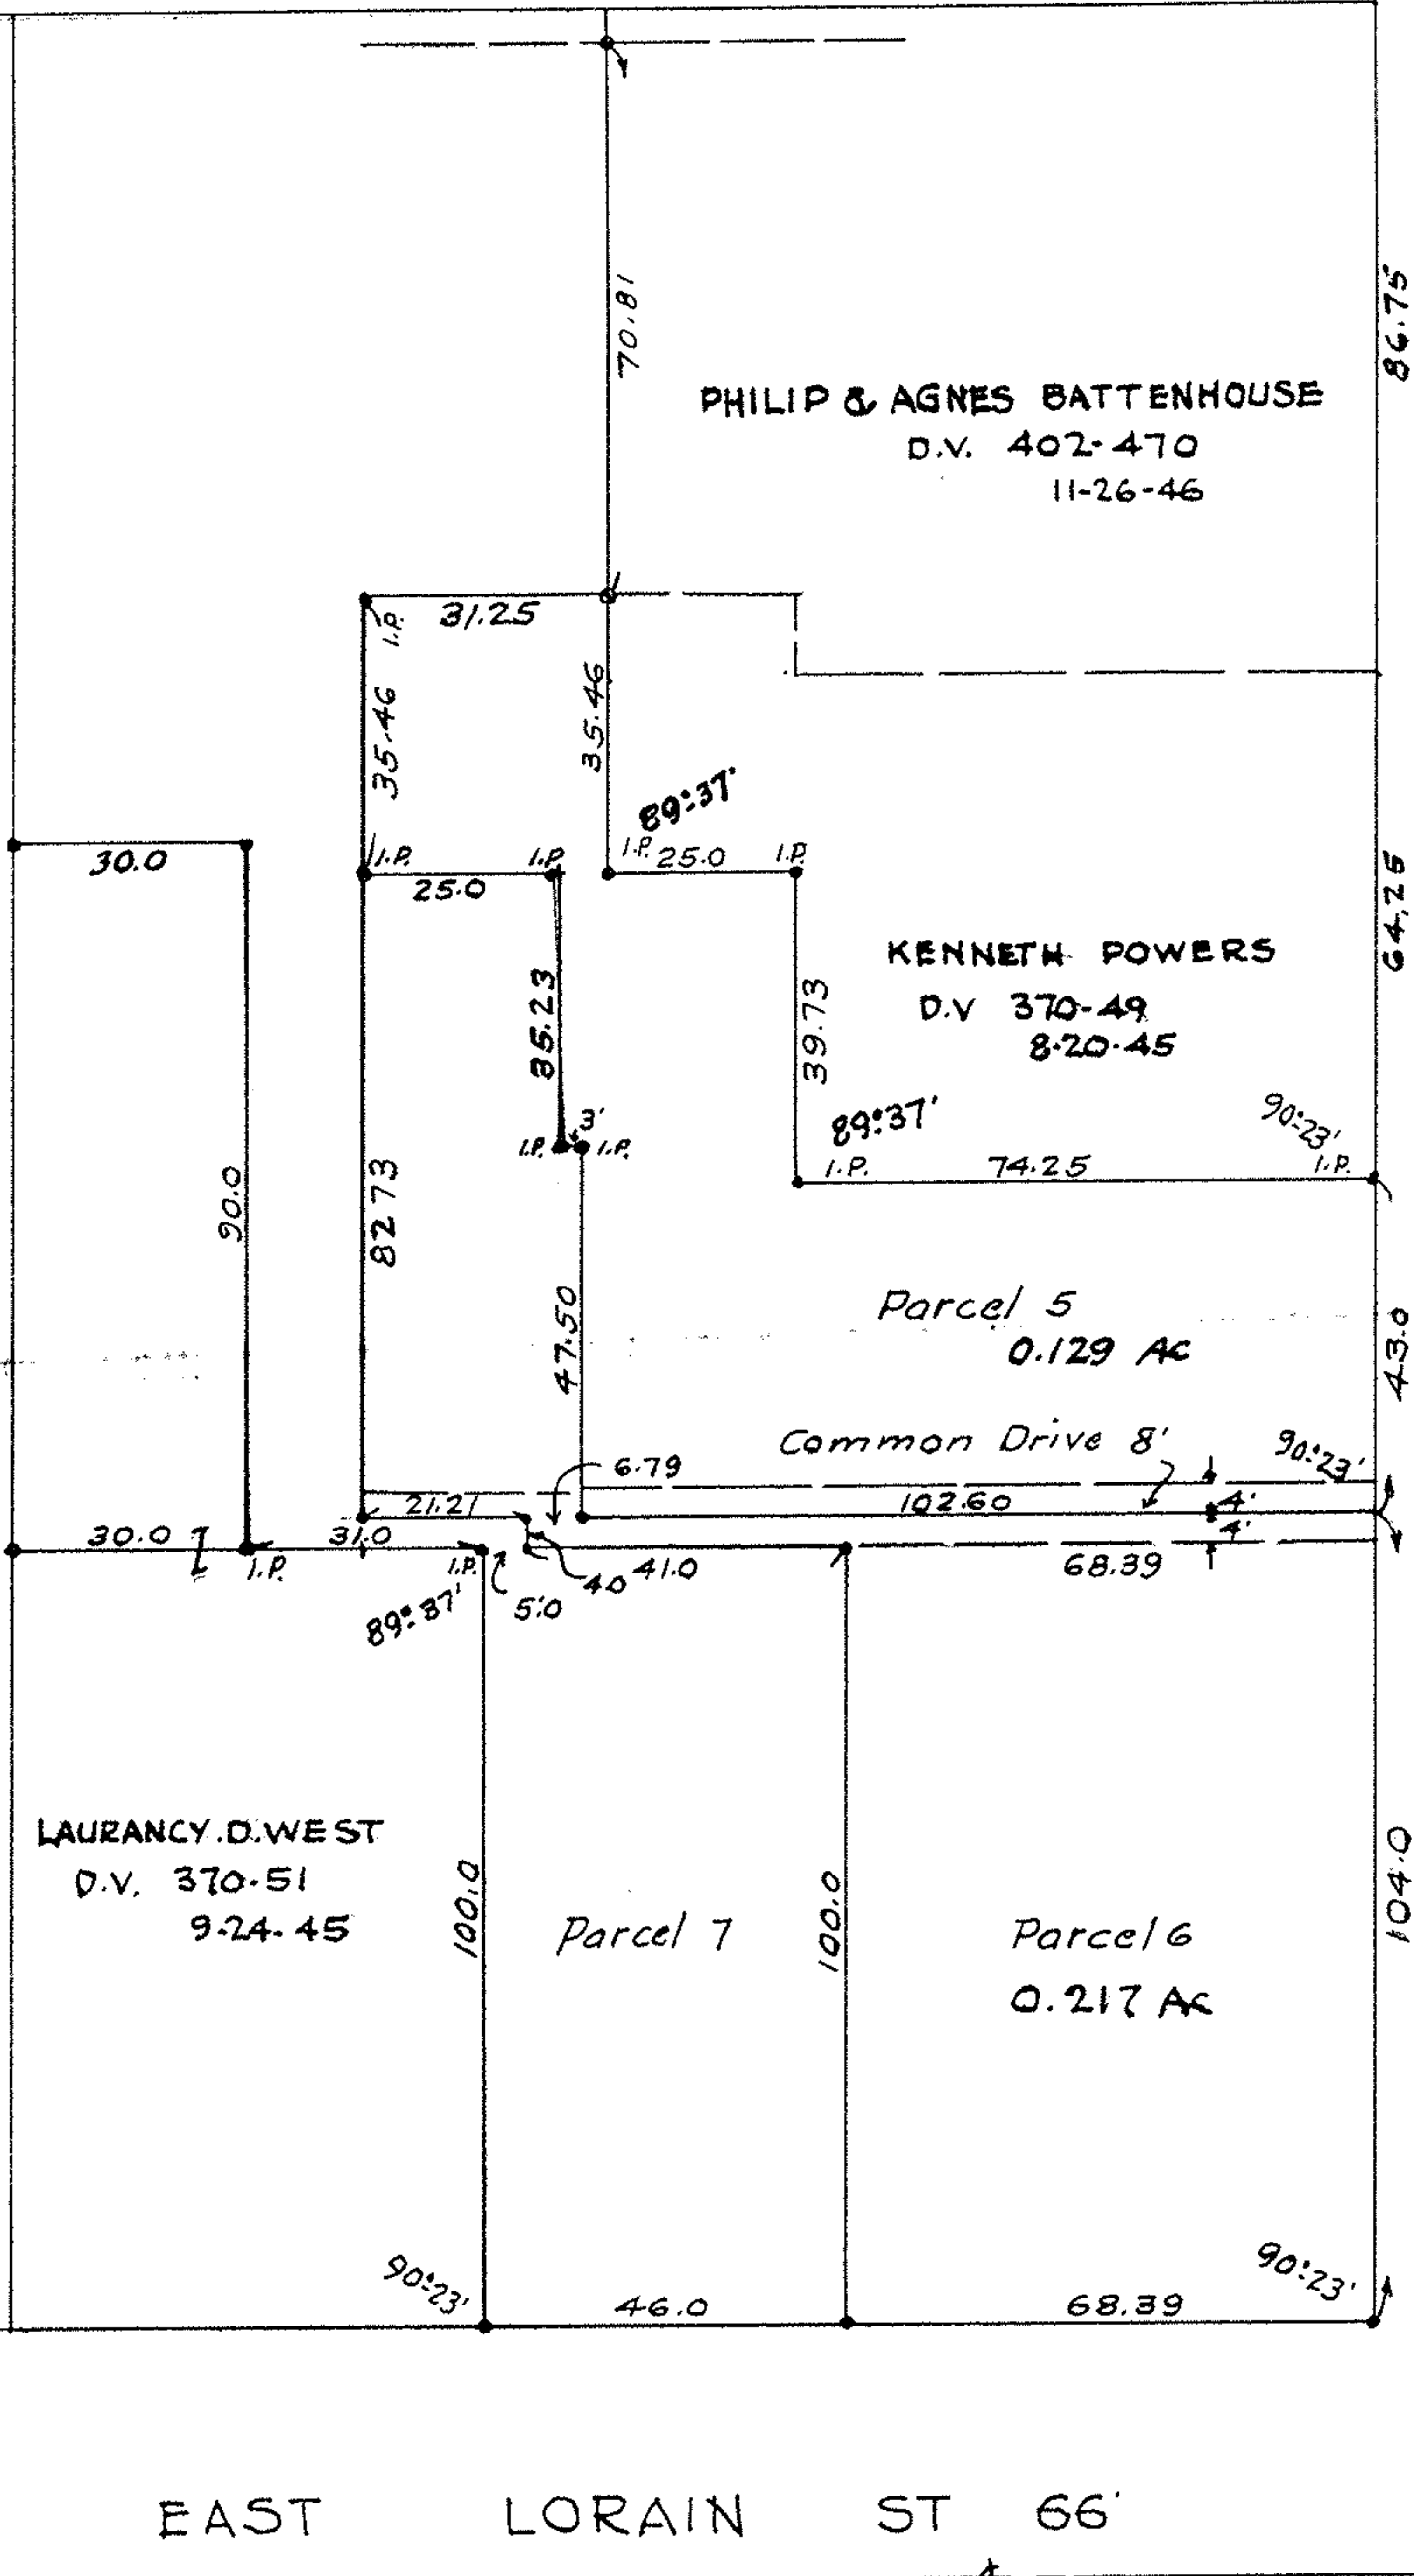 86.75
70.81
PHILIP & AGNES BATTENHOUSE
D.V. 402-470
11-26-46
31.25
I.P.
35.46
35.46
89°37'
30.0
I.P.
25.0
I.P.
I.P.
25.0
I.P.
64.25
KENNETH POWERS
D.V 370-49
8-20-45
35.23
39.73
3'
I.P.
I.P.
89°37'
90°23'
I.P.
74.25
I.P.
90.0
82 73
Parcel 5
0.129 Ac
47.50
43.0
Common Drive 8'
90°23'
6.79
21.21
102.60
4'
4'
30.0
31.0
I.P.
I.P.
89°37'
5.0
4.0
41.0
68.39
LAURANCY.D.WEST
D.V. 370-51
9-24-45
100.0
Parcel 7
100.0
Parcel 6
0.217 Ac
104.0
90°23'
46.0
68.39
90°23'
EAST LORAIN ST 66'